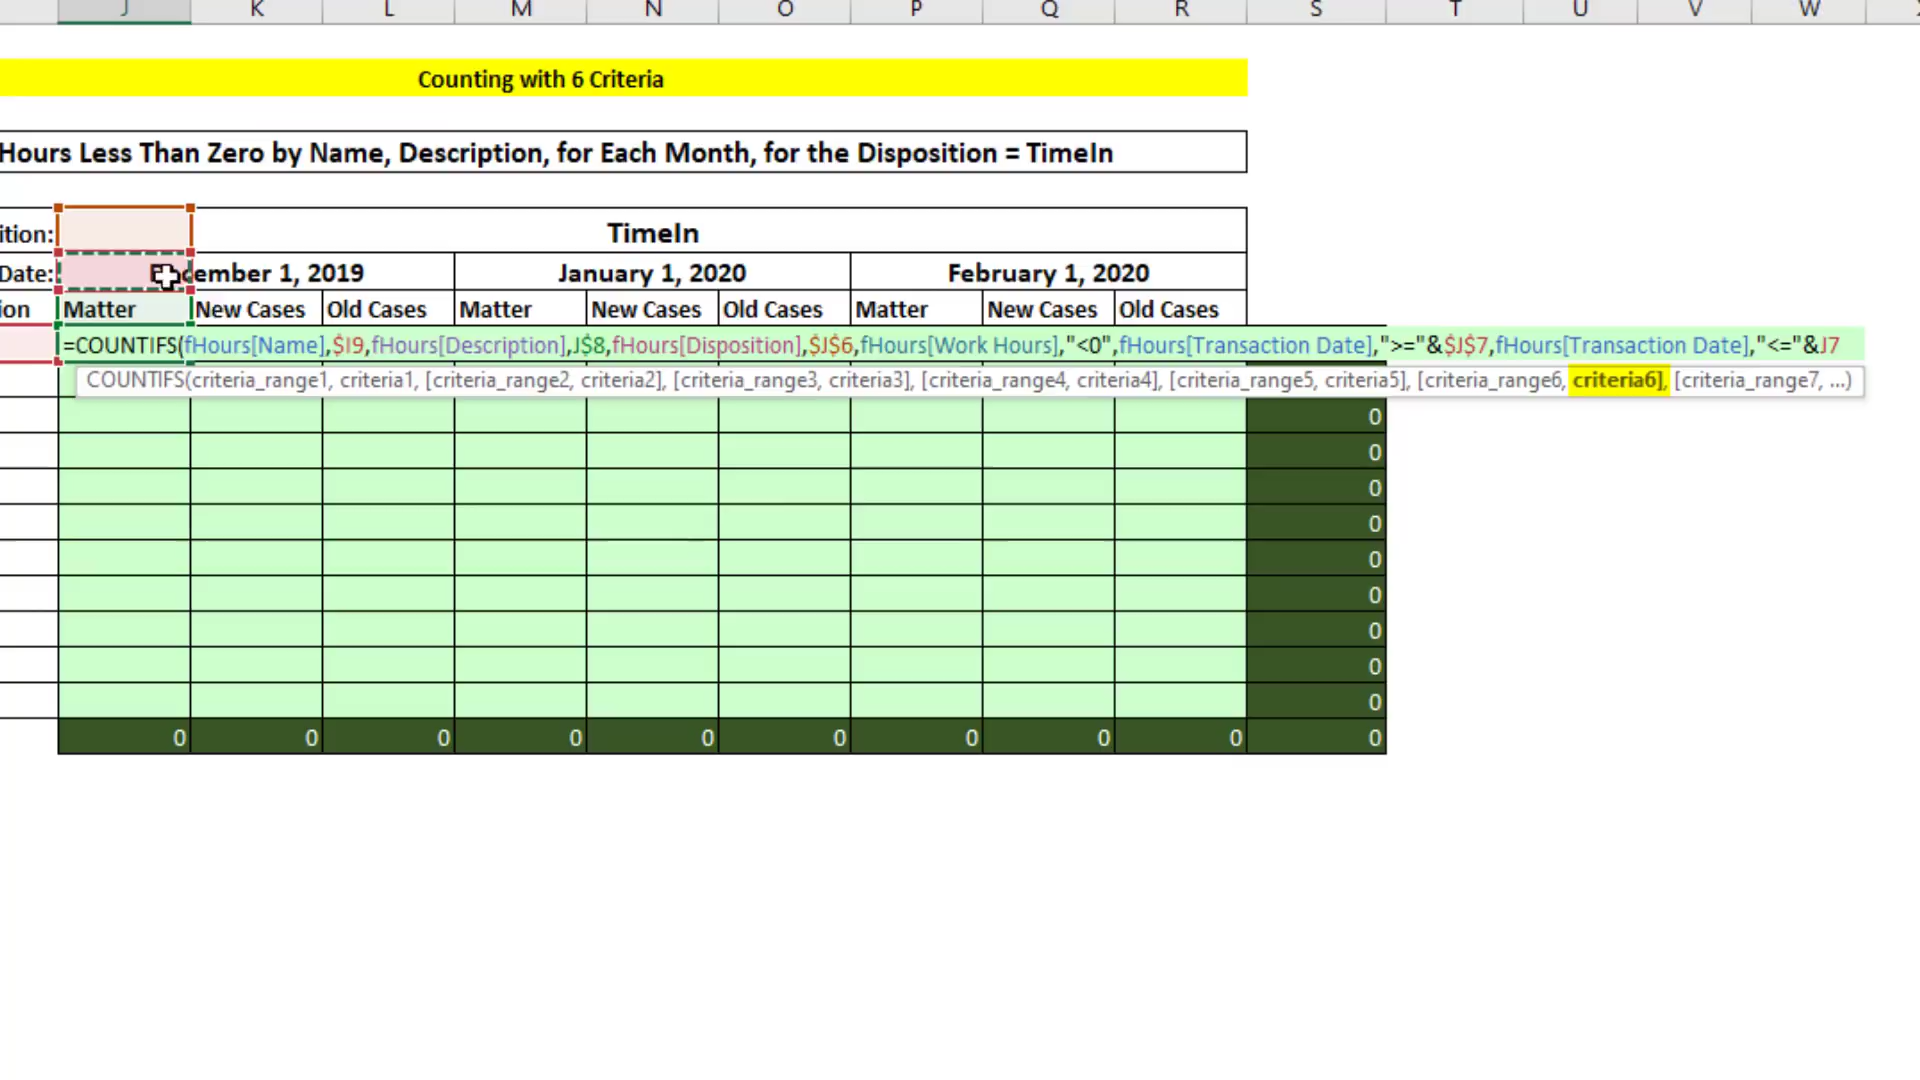 J K L M N O P Q R S T U V W
Counting with 6 Criteria
Hours Less Than Zero by Name, Description, for Each Month, for the Disposition = TimeIn
ition: TimeIn
Date: December 1, 2019 January 1, 2020 February 1, 2020
ion Matter New Cases Old Cases Matter New Cases Old Cases Matter New Cases Old Cases
=COUNTIFS(fHours[Name],$I9,fHours[Description],J$8,fHours[Disposition],$J$6,fHours[Work Hours],"<0",fHours[Transaction Date],">="&$J$7,fHours[Transaction Date],"<="&J7
COUNTIFS(criteria_range1, criteria1, [criteria_range2, criteria2], [criteria_range3, criteria3], [criteria_range4, criteria4], [criteria_range5, criteria5], [criteria_range6, criteria6], [criteria_range7, ...)
0
0
0
0
0
0
0
0
0
0 0 0 0 0 0 0 0 0 0